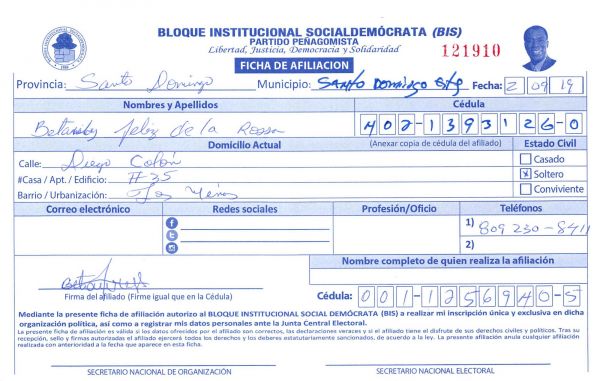 BLOQUE INSTITUCIONAL SOCIALDEMÓCRATA (BIS)
PARTIDO PEÑAGOMISTA
Libertad, Justicia, Democracia y Solidaridad
121910
FICHA DE AFILIACION
Provincia: Santo Domingo Municipio: Santo Domingo Este Fecha: 2 09 19
Nombres y Apellidos Cédula
Feliz de la Rossa 402-1393126-0
Domicilio Actual (Anexar copia de cédula del afiliado) Estado Civil
Calle: Diego Colón Casado
#Casa / Apt. / Edificio: #35 x Soltero
Barrio / Urbanización: Los Conviviente
Correo electrónico Redes sociales Profesión/Oficio Teléfonos
1) 809 230-8411
2)
Nombre completo de quien realiza la afiliación
Firma del afiliado (Firme igual que en la Cédula) Cédula: 001-1256940-5
Mediante la presente ficha de afiliación autorizo al BLOQUE INSTITUCIONAL SOCIAL DEMÓCRATA (BIS) a realizar mi inscripción única y exclusiva en dicha
organización política, así como a registrar mis datos personales ante la Junta Central Electoral.
La presente ficha de afiliación es válida si los datos ofrecidos por el afiliado son correctos, las declaraciones veraces y si el afiliado tiene el disfrute de sus derechos civiles y políticos. Tras su
recepción, sello y firmas autorizadas el afiliado ejercerá todos los derechos y los deberes estatutariamente sancionados, de acuerdo a la ley. La presente afiliación anula cualquier afiliación
realizada con anterioridad a la fecha que aparece en esta ficha.
SECRETARIO NACIONAL DE ORGANIZACIÓN SECRETARIO NACIONAL ELECTORAL